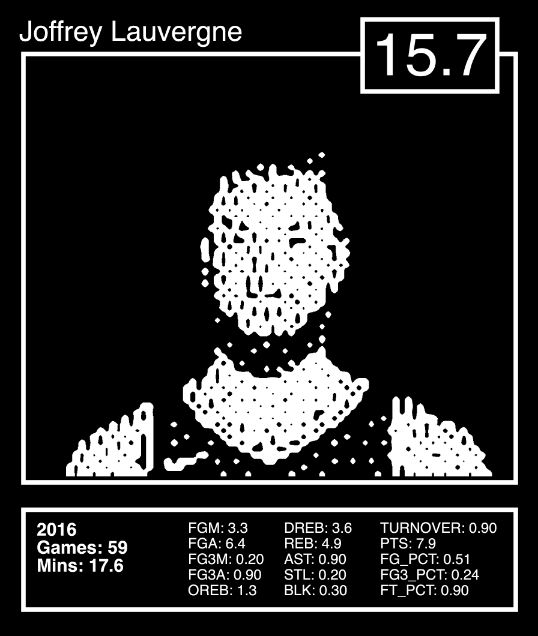 Joffrey Lauvergne
15.7
2016
Games: 59
Mins: 17.6
FGM: 3.3
FGA: 6.4
FG3M: 0.20
FG3A: 0.90
OREB: 1.3
DREB: 3.6
REB: 4.9
AST: 0.90
STL: 0.20
BLK: 0.30
TURNOVER: 0.90
PTS: 7.9
FG_PCT: 0.51
FG3_PCT: 0.24
FT_PCT: 0.90